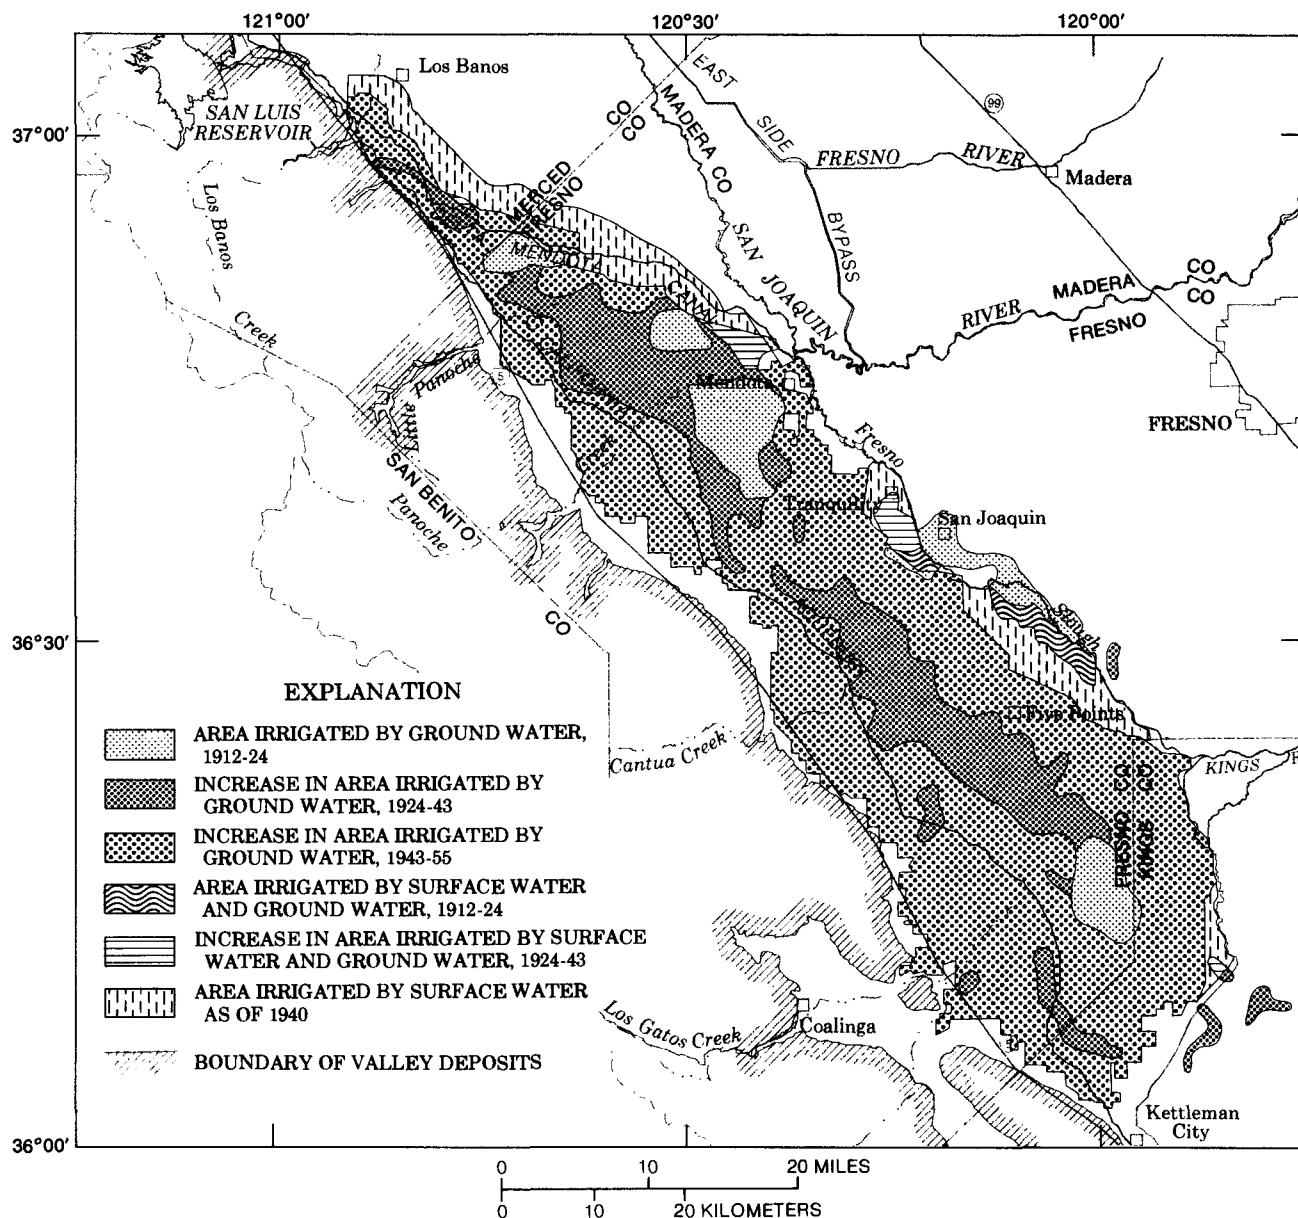 121°00'
120°30'
120°00'
Los Banos
SAN LUIS
RESERVOIR
37°00'
EAST
SIDE
BYPASS
MADERA CO
CO
CO
MERCED
FRESNO
99
FRESNO RIVER
Madera
Los Banos
Creek
MENDOTA
CANAL
SAN JOAQUIN
RIVER
MADERA CO
FRESNO CO
Little
Panoche
5
Mendota
Fresno
FRESNO
SAN BENITO
CO
Panoche
Tranquility
San Joaquin
Slough
36°30'
Five Points
Cantua Creek
KINGS
FRESNO CO
KINGS CO
EXPLANATION
AREA IRRIGATED BY GROUND WATER,
1912-24
INCREASE IN AREA IRRIGATED BY
GROUND WATER, 1924-43
INCREASE IN AREA IRRIGATED BY
GROUND WATER, 1943-55
AREA IRRIGATED BY SURFACE WATER
AND GROUND WATER, 1912-24
INCREASE IN AREA IRRIGATED BY SURFACE
WATER AND GROUND WATER, 1924-43
AREA IRRIGATED BY SURFACE WATER
AS OF 1940
BOUNDARY OF VALLEY DEPOSITS
Los Gatos Creek
Coalinga
Kettleman
City
36°00'
0 10 20 MILES
0 10 20 KILOMETERS